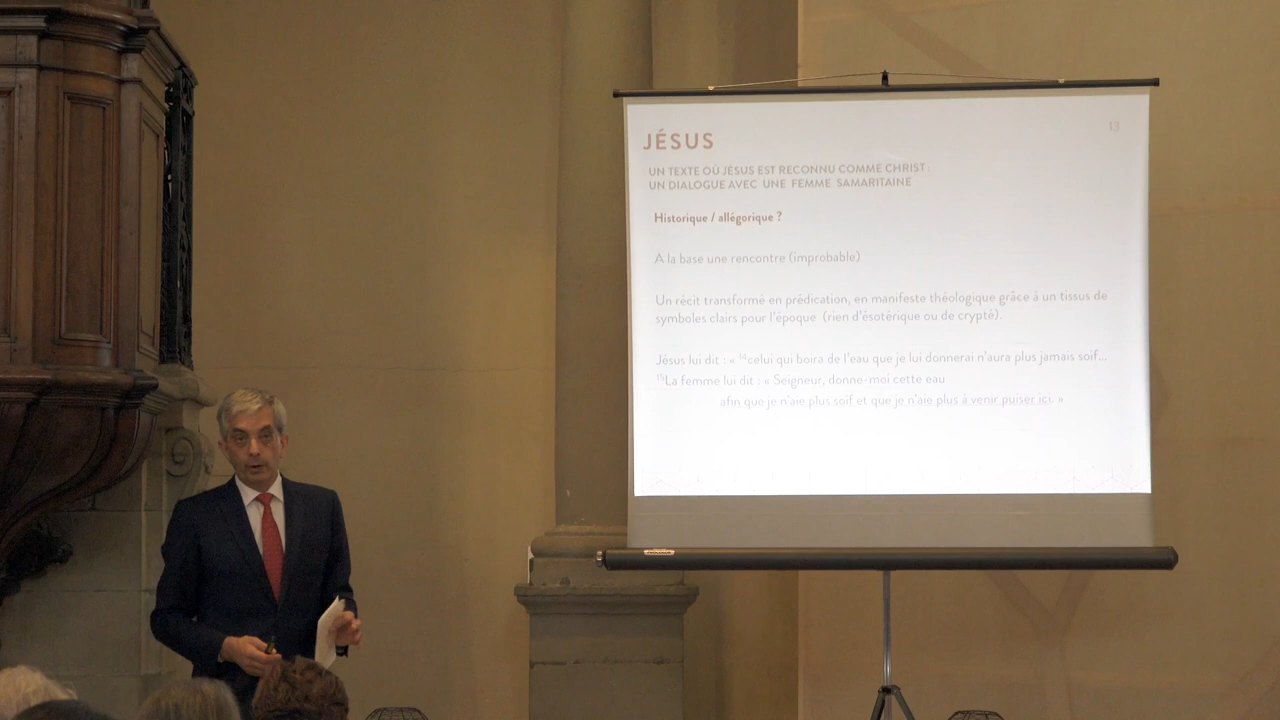 13
JÉSUS
UN TEXTE OÙ JÉSUS EST RECONNU COMME CHRIST :
UN DIALOGUE AVEC UNE FEMME SAMARITAINE
Historique / allégorique ?
A la base une rencontre (improbable)
Un récit transformé en prédication, en manifeste théologique grâce à un tissus de
symboles clairs pour l'époque (rien d'ésotérique ou de crypté).
Jésus lui dit : « ¹⁴celui qui boira de l'eau que je lui donnerai n'aura plus jamais soif...
¹⁵La femme lui dit : « Seigneur, donne-moi cette eau
afin que je n'aie plus soif et que je n'aie plus à venir puiser ici. »